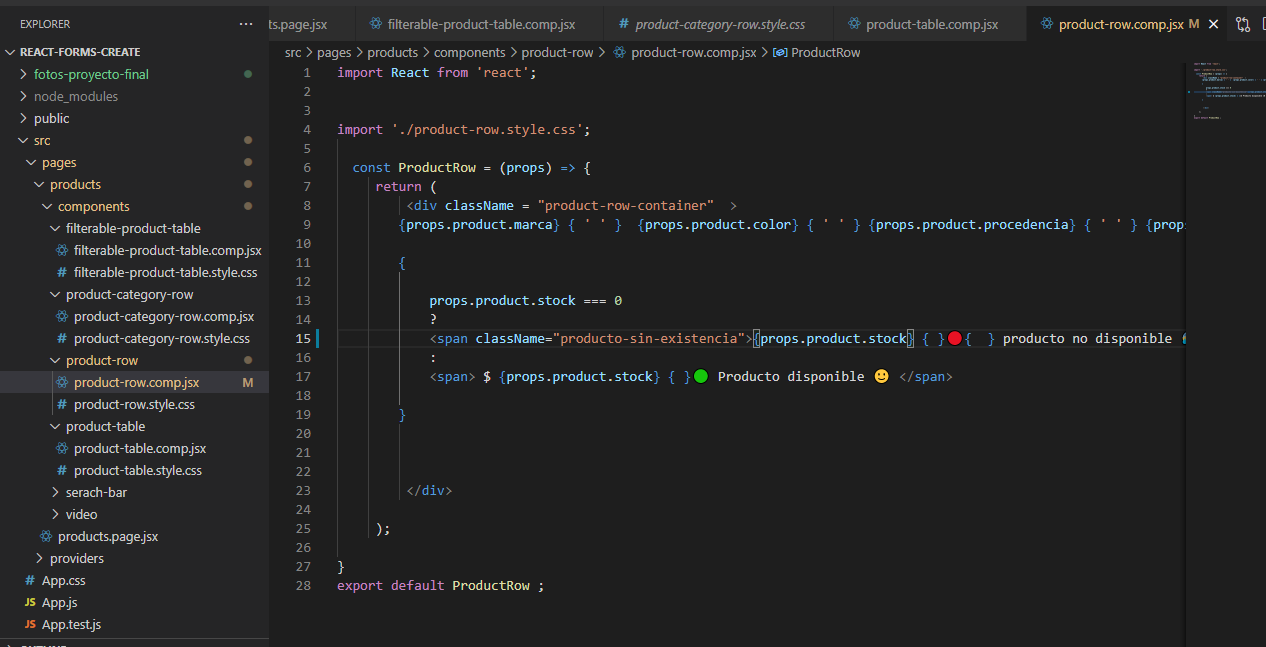 EXPLORER
REACT-FORMS-CREATE
fotos-proyecto-final
node_modules
public
src
pages
products
components
filterable-product-table
filterable-product-table.comp.jsx
filterable-product-table.style.css
product-category-row
product-category-row.comp.jsx
product-category-row.style.css
product-row
product-row.comp.jsx M
product-row.style.css
product-table
product-table.comp.jsx
product-table.style.css
serach-bar
video
products.page.jsx
providers
# App.css
JS App.js
JS App.test.js
ts.page.jsx filterable-product-table.comp.jsx # product-category-row.style.css product-table.comp.jsx product-row.comp.jsx M
src > pages > products > components > product-row > product-row.comp.jsx > ProductRow
1 import React from 'react';
2
3
4 import './product-row.style.css';
5
6 const ProductRow = (props) => {
7 return (
8 <div className = "product-row-container" >
9 {props.product.marca} { ' ' } {props.product.color} { ' ' } {props.product.procedencia} { ' ' } {prop
10
11 {
12
13 props.product.stock === 0
14 ?
15 <span className="producto-sin-existencia">{props.product.stock} { }🔴{ } producto no disponible
16 :
17 <span> $ {props.product.stock} { }🟢 Producto disponible 🙂 </span>
18
19 }
20
21
22
23 </div>
24
25 );
26
27 }
28 export default ProductRow ;